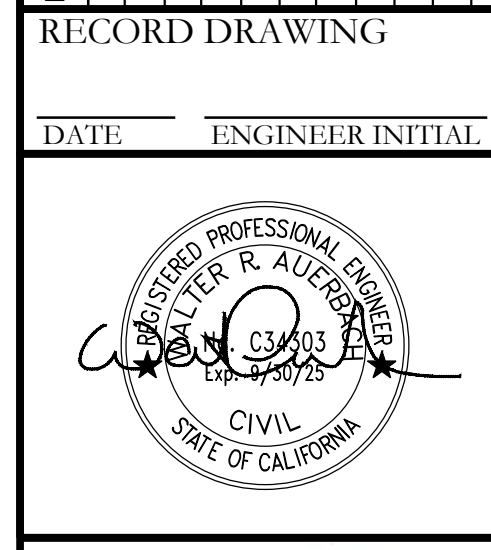 RECORD DRAWING
DATE ENGINEER INITIAL
REGISTERED PROFESSIONAL ENGINEER
WALTER R. AUERBACH
C34303
Exp. 9/30/25
CIVIL
STATE OF CALIFORNIA